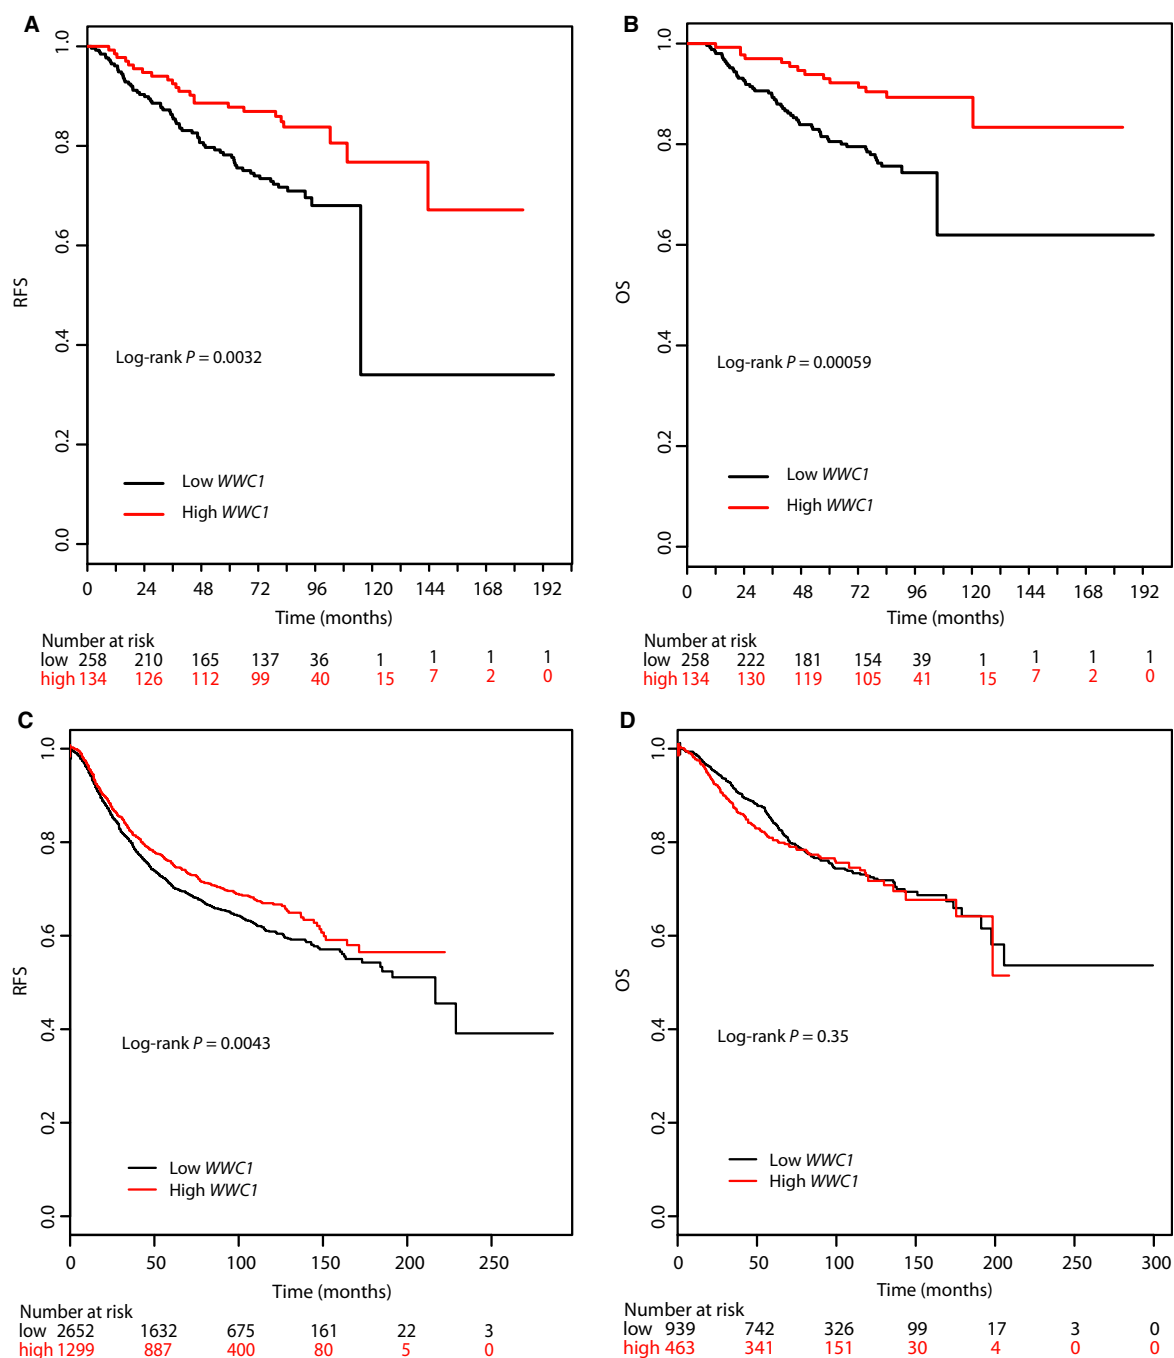 A
1.0
0.8
0.6
0.4
0.2
0.0
RFS
Log-rank P = 0.0032
Low WWC1
High WWC1
0 24 48 72 96 120 144 168 192
Time (months)
Number at risk
low 258 210 165 137 36 1 1 1 1
high 134 126 112 99 40 15 7 2 0
B
1.0
0.8
0.6
0.4
0.2
0.0
OS
Log-rank P = 0.00059
Low WWC1
High WWC1
0 24 48 72 96 120 144 168 192
Time (months)
Number at risk
low 258 222 181 154 39 1 1 1 1
high 134 130 119 105 41 15 7 2 0
C
1.0
0.8
0.6
0.4
0.2
0.0
RFS
Log-rank P = 0.0043
Low WWC1
High WWC1
0 50 100 150 200 250
Time (months)
Number at risk
low 2652 1632 675 161 22 3
high 1299 887 400 80 5 0
D
1.0
0.8
0.6
0.4
0.2
0.0
OS
Log-rank P = 0.35
Low WWC1
High WWC1
0 50 100 150 200 250 300
Time (months)
Number at risk
low 939 742 326 99 17 3 0
high 463 341 151 30 4 0 0